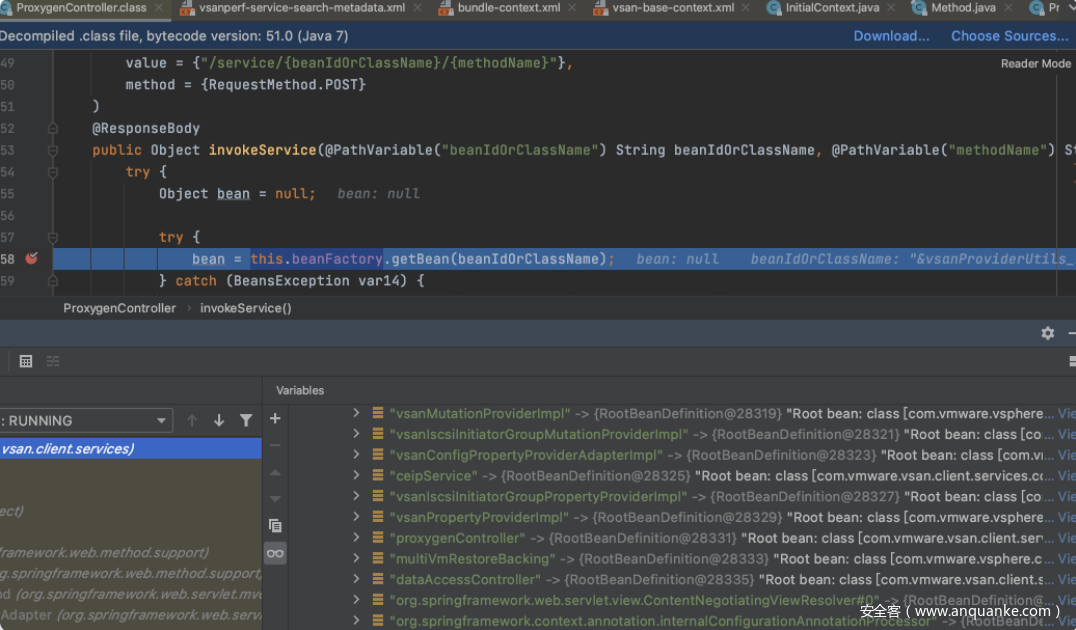 ProxygenController.class vsanperf-service-search-metadata.xml bundle-context.xml vsan-base-context.xml InitialContext.java Method.java Pr
Decompiled .class file, bytecode version: 51.0 (Java 7) Download... Choose Sources...
Reader Mode
49 value = {"/service/{beanIdOrClassName}/{methodName}"},
50 method = {RequestMethod.POST}
51 )
52 @ResponseBody
53 public Object invokeService(@PathVariable("beanIdOrClassName") String beanIdOrClassName, @PathVariable("methodName") St
54 try {
55 Object bean = null; bean: null
56
57 try {
58 bean = this.beanFactory.getBean(beanIdOrClassName); bean: null beanIdOrClassName: "&vsanProviderUtils_
59 } catch (BeansException var14) {
ProxygenController › invokeService()
Variables
: RUNNING
vsan.client.services)
ect)
framework.web.method.support)
g.springframework.web.method.support,
d (org.springframework.web.servlet.mvc
Adapter (org.springframework.web.servl
"vsanMutationProviderImpl" -> {RootBeanDefinition@28319} "Root bean: class [com.vmware.vsphere... Vie
"vsanIscsiInitiatorGroupMutationProviderImpl" -> {RootBeanDefinition@28321} "Root bean: class [co... Vie
"vsanConfigPropertyProviderAdapterImpl" -> {RootBeanDefinition@28323} "Root bean: class [com.v... Vie
"ceipService" -> {RootBeanDefinition@28325} "Root bean: class [com.vmware.vsan.client.services.c... Vie
"vsanIscsiInitiatorGroupPropertyProviderImpl" -> {RootBeanDefinition@28327} "Root bean: class [co... Vie
"vsanPropertyProviderImpl" -> {RootBeanDefinition@28329} "Root bean: class [com.vmware.vsphere... Vie
"proxygenController" -> {RootBeanDefinition@28331} "Root bean: class [com.vmware.vsan.client.ser... Vie
"multiVmRestoreBacking" -> {RootBeanDefinition@28333} "Root bean: class [com.vmware.vsphere.c... Vie
"dataAccessController" -> {RootBeanDefinition@28335} "Root bean: class [com.vmware.vsan.client.s... Vie
"org.springframework.web.servlet.view.ContentNegotiatingViewResolver#0" -> {RootBeanDefinition@... Vie
"org.springframework.context.annotation.internalConfigurationAnnotationProcessor" -> {RootBeanDe... Vie
安全客（www.anquanke.com）